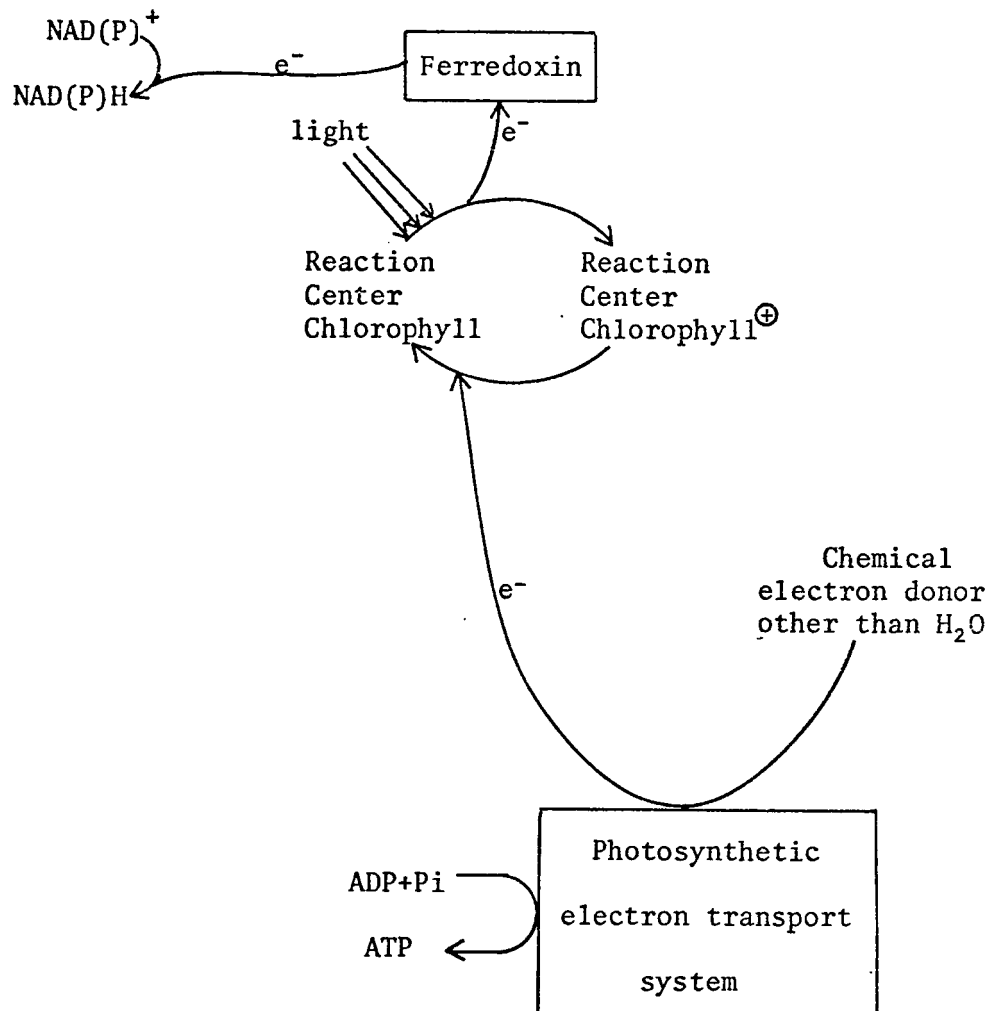 NAD(P)+
NAD(P)H
e-
Ferredoxin
light
e-
Reaction
Center
Chlorophyll
Reaction
Center
Chlorophyll⊕
e-
Chemical
electron donor
other than H₂O
ADP+Pi
ATP
Photosynthetic
electron transport
system